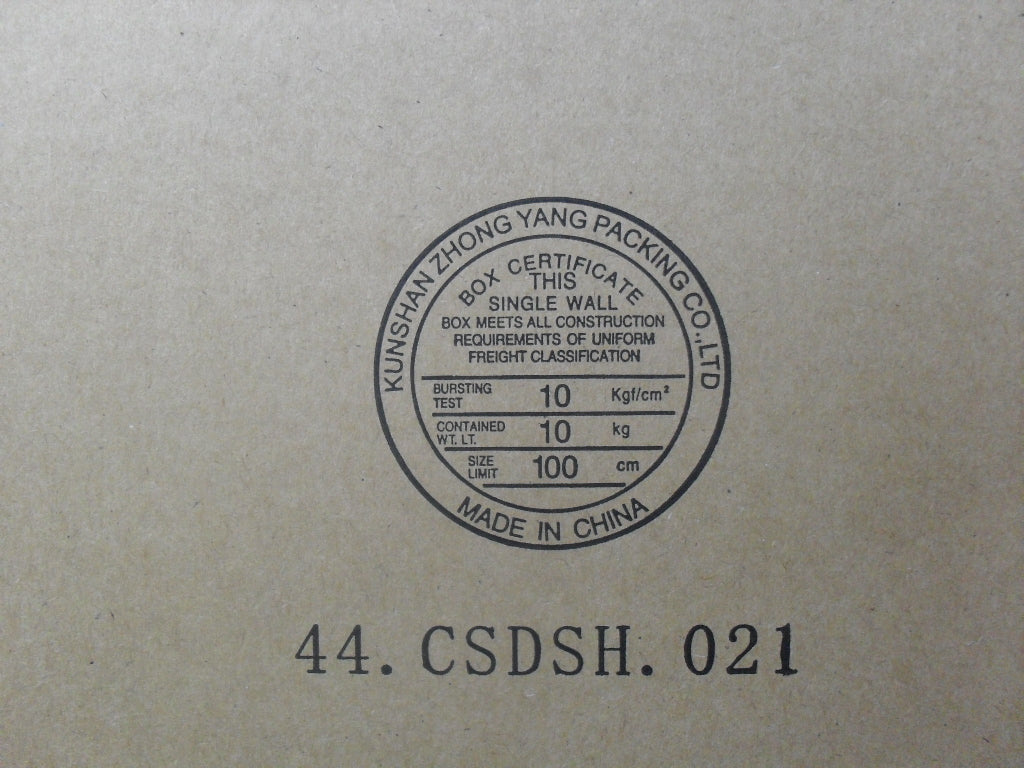 KUNSHAN ZHONG YANG PACKING CO.,LTD
BOX CERTIFICATE
THIS
SINGLE WALL
BOX MEETS ALL CONSTRUCTION
REQUIREMENTS OF UNIFORM
FREIGHT CLASSIFICATION
BURSTING TEST 10 Kgf/cm²
CONTAINED WT. LT. 10 kg
SIZE LIMIT 100 cm
MADE IN CHINA
44. CSDSH. 021